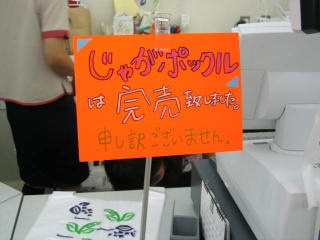 じゃがポックル
は完売致しました。
申し訳ございません。